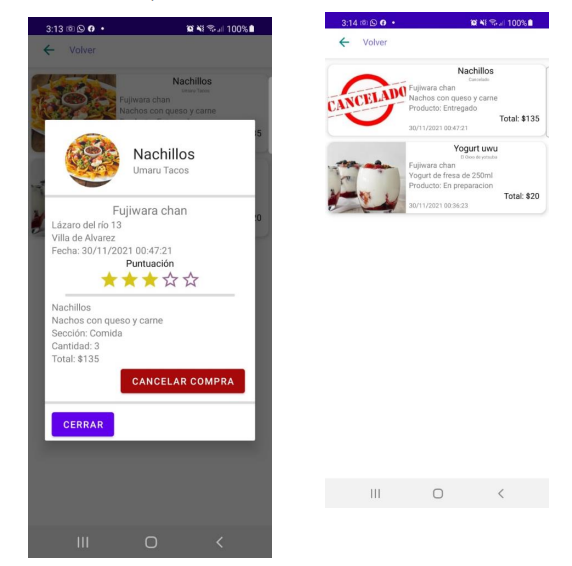 3:13
100%
Volver
Nachillos
Umaru Tacos
Fujiwara chan
Nachos con queso y carne
Nachillos
Umaru Tacos
Fujiwara chan
Lázaro del río 13
Villa de Alvarez
Fecha: 30/11/2021 00:47:21
Puntuación
Nachillos
Nachos con queso y carne
Sección: Comida
Cantidad: 3
Total: $135
CANCELAR COMPRA
CERRAR
3:14
100%
Volver
CANCELADO
Nachillos
Cancelado
Fujiwara chan
Nachos con queso y carne
Producto: Entregado
Total: $135
30/11/2021 00:47:21
Yogurt uwu
Fujiwara chan
Yogurt de fresa de 250ml
Producto: En preparacion
Total: $20
30/11/2021 00:36:23